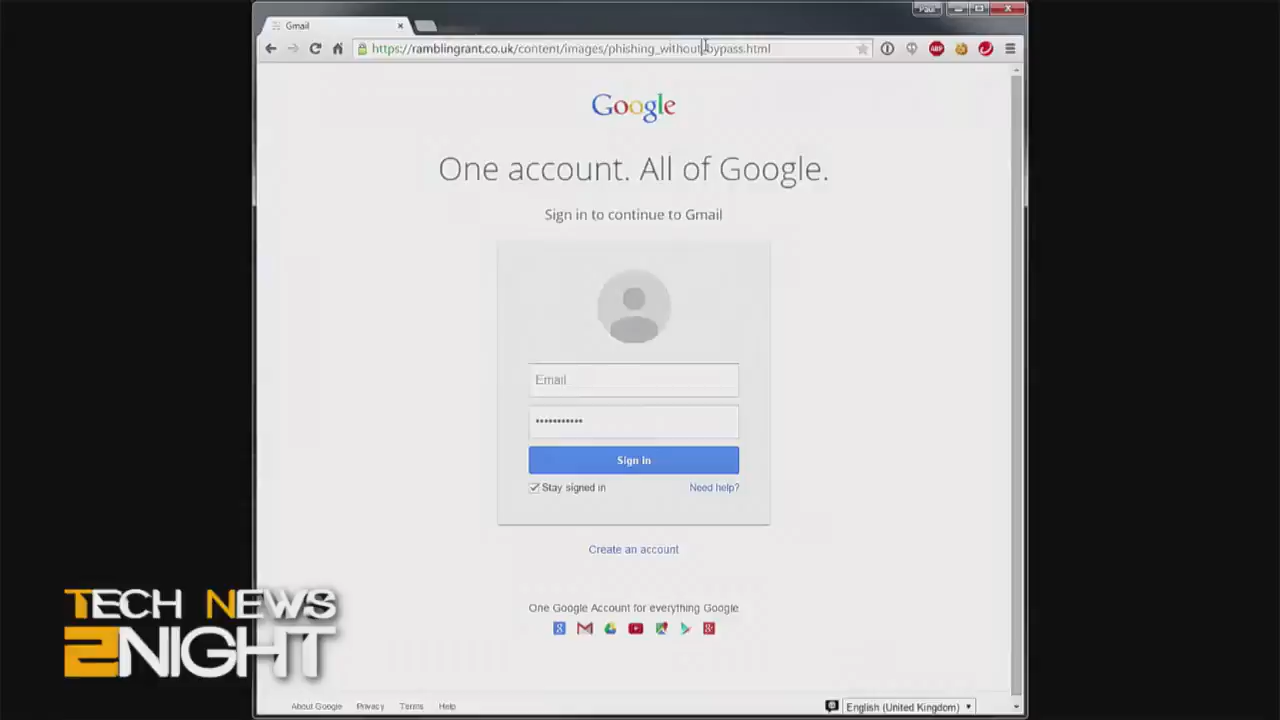 Paul
Gmail
https://ramblingrant.co.uk/content/images/phishing_without_bypass.html
ABP
Google
One account. All of Google.
Sign in to continue to Gmail
Email
•••••••••••
Sign in
Stay signed in
Need help?
Create an account
One Google Account for everything Google
TECH NEWS
2NIGHT
About Google
Privacy
Terms
Help
English (United Kingdom)